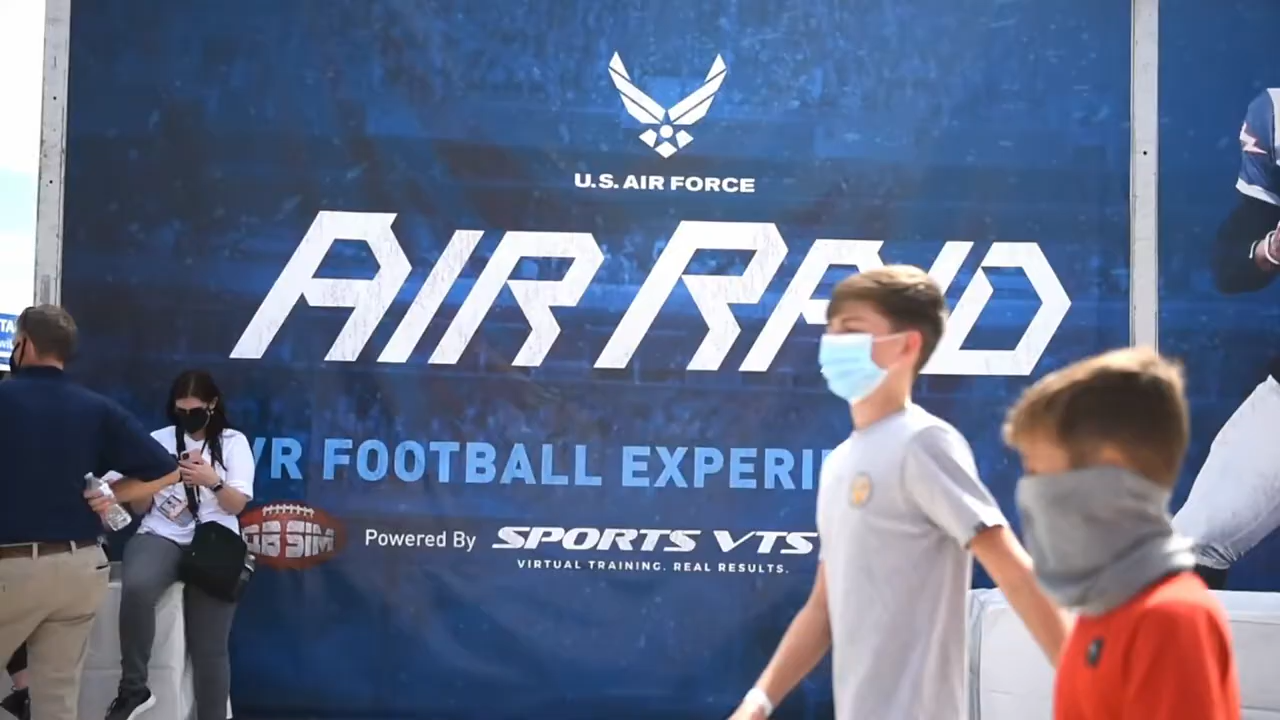 U.S. AIR FORCE
AIR RAID
VR FOOTBALL EXPERI
QB SIM
Powered By SPORTS VTS
VIRTUAL TRAINING. REAL RESULTS.